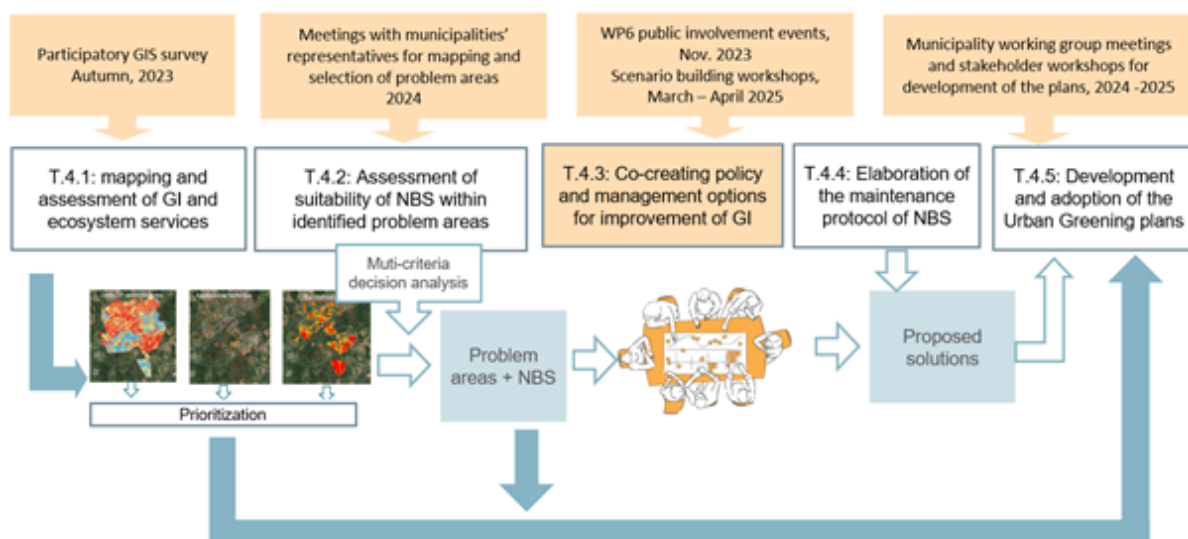 Participatory GIS survey
Autumn, 2023
Meetings with municipalities'
representatives for mapping and
selection of problem areas
2024
WP6 public involvement events,
Nov. 2023
Scenario building workshops,
March – April 2025
Municipality working group meetings
and stakeholder workshops for
development of the plans, 2024 -2025
T.4.1: mapping and
assessment of GI and
ecosystem services
T.4.2: Assessment of
suitability of NBS within
identified problem areas
T.4.3: Co-creating policy
and management options
for improvement of GI
T.4.4: Elaboration of
the maintenance
protocol of NBS
T.4.5: Development
and adoption of the
Urban Greening plans
Muti-criteria
decision analysis
Problem
areas + NBS
Proposed
solutions
Prioritization